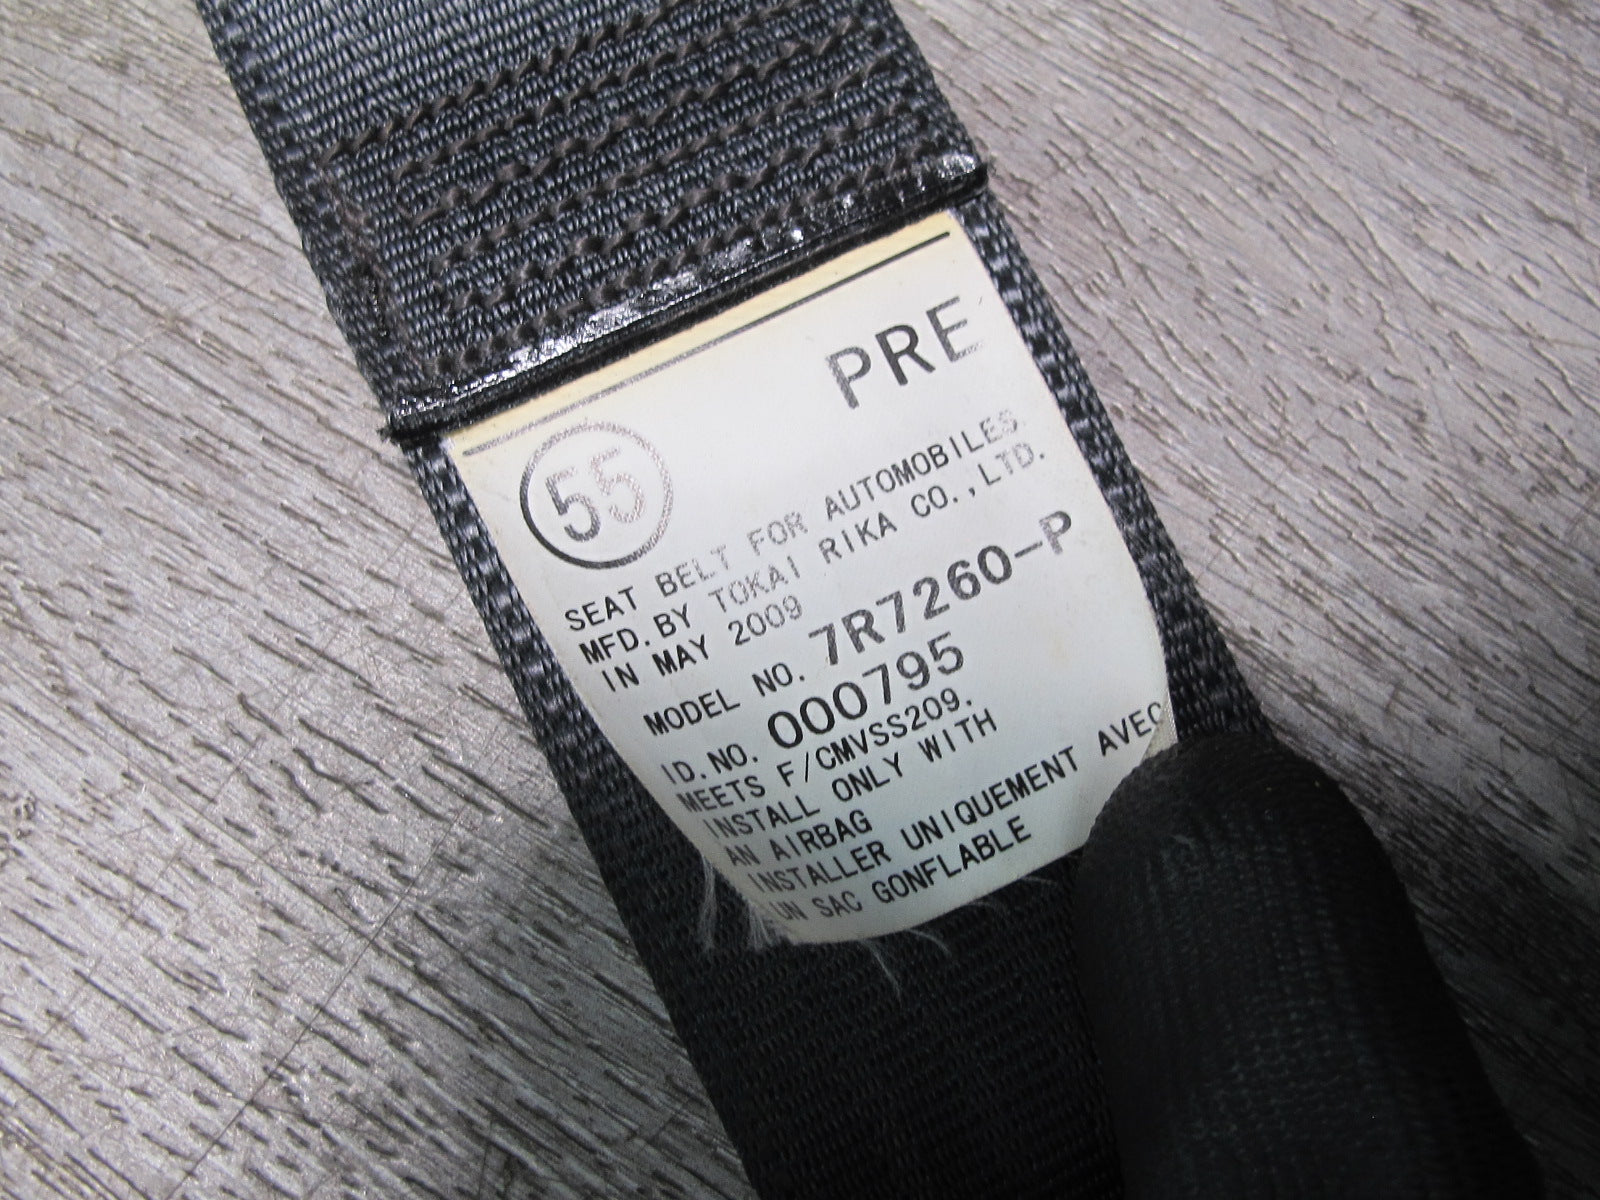 PRE
55
SEAT BELT FOR AUTOMOBILES
MFD. BY TOKAI RIKA CO., LTD.
IN MAY 2009
MODEL NO. 7R7260-P
ID. NO. 000795
MEETS F/CMVSS209.
INSTALL ONLY WITH
AN AIRBAG
INSTALLER UNIQUEMENT AVEC
UN SAC GONFLABLE